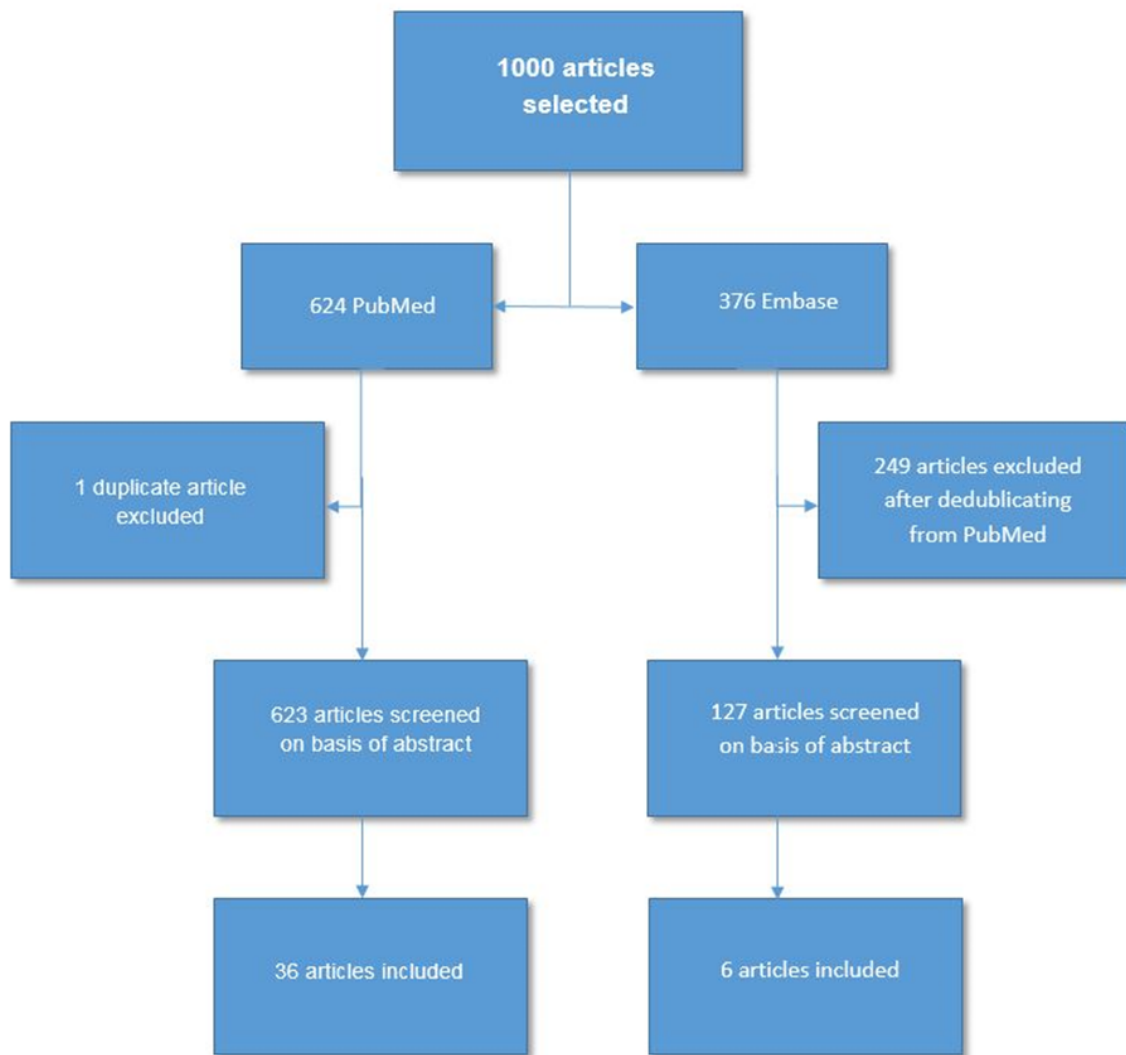 1000 articles
selected
624 PubMed
376 Embase
1 duplicate article
excluded
249 articles excluded
after dedublicating
from PubMed
623 articles screened
on basis of abstract
127 articles screened
on basis of abstract
36 articles included
6 articles included